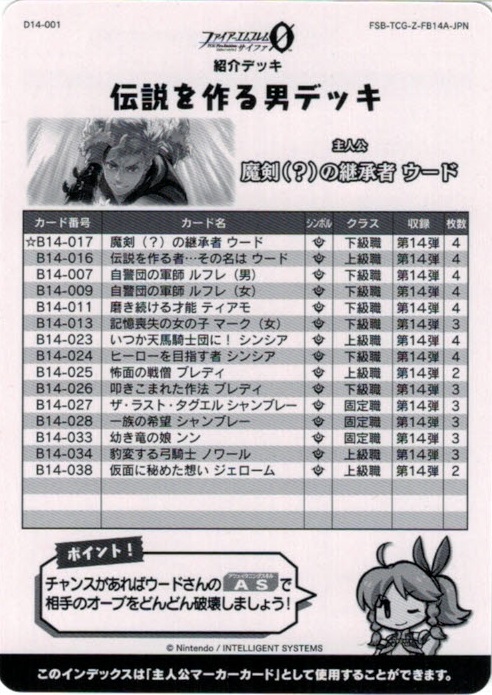 D14-001
FSB-TCG-Z-FB14A-JPN
ファイアーエムブレム0
サイファ
紹介デッキ
伝説を作る男デッキ
主人公
魔剣(?)の継承者 ウード
カード番号 カード名 シンボル クラス 収録 枚数
☆B14-017 魔剣(?)の継承者 ウード 下級職 第14弾 4
B14-016 伝説を作る者…その名は ウード 上級職 第14弾 4
B14-007 自警団の軍師 ルフレ(男) 下級職 第14弾 4
B14-009 自警団の軍師 ルフレ(女) 下級職 第14弾 4
B14-011 磨き続ける才能 ティアモ 下級職 第14弾 4
B14-013 記憶喪失の女の子 マーク(女) 下級職 第14弾 3
B14-023 いつか天馬騎士団に! シンシア 上級職 第14弾 4
B14-024 ヒーローを目指す者 シンシア 下級職 第14弾 4
B14-025 怖面の戦僧 ブレディ 上級職 第14弾 2
B14-026 叩きこまれた作法 ブレディ 下級職 第14弾 3
B14-027 ザ・ラスト・タグエル シャンブレー 固定職 第14弾 3
B14-028 一族の希望 シャンブレー 固定職 第14弾 3
B14-033 幼き竜の娘 ンン 固定職 第14弾 3
B14-034 豹変する弓騎士 ノワール 上級職 第14弾 3
B14-038 仮面に秘めた想い ジェローム 上級職 第14弾 2
ポイント!
チャンスがあればウードさんの AS で
相手のオーブをどんどん破壊しましょう!
© Nintendo / INTELLIGENT SYSTEMS
このインデックスは「主人公マーカーカード」として使用することができます。